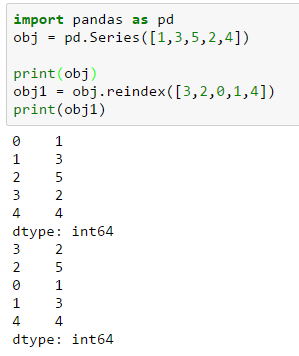 import pandas as pd
obj = pd.Series([1,3,5,2,4])

print(obj)
obj1 = obj.reindex([3,2,0,1,4])
print(obj1)
0    1
1    3
2    5
3    2
4    4
dtype: int64
3    2
2    5
0    1
1    3
4    4
dtype: int64